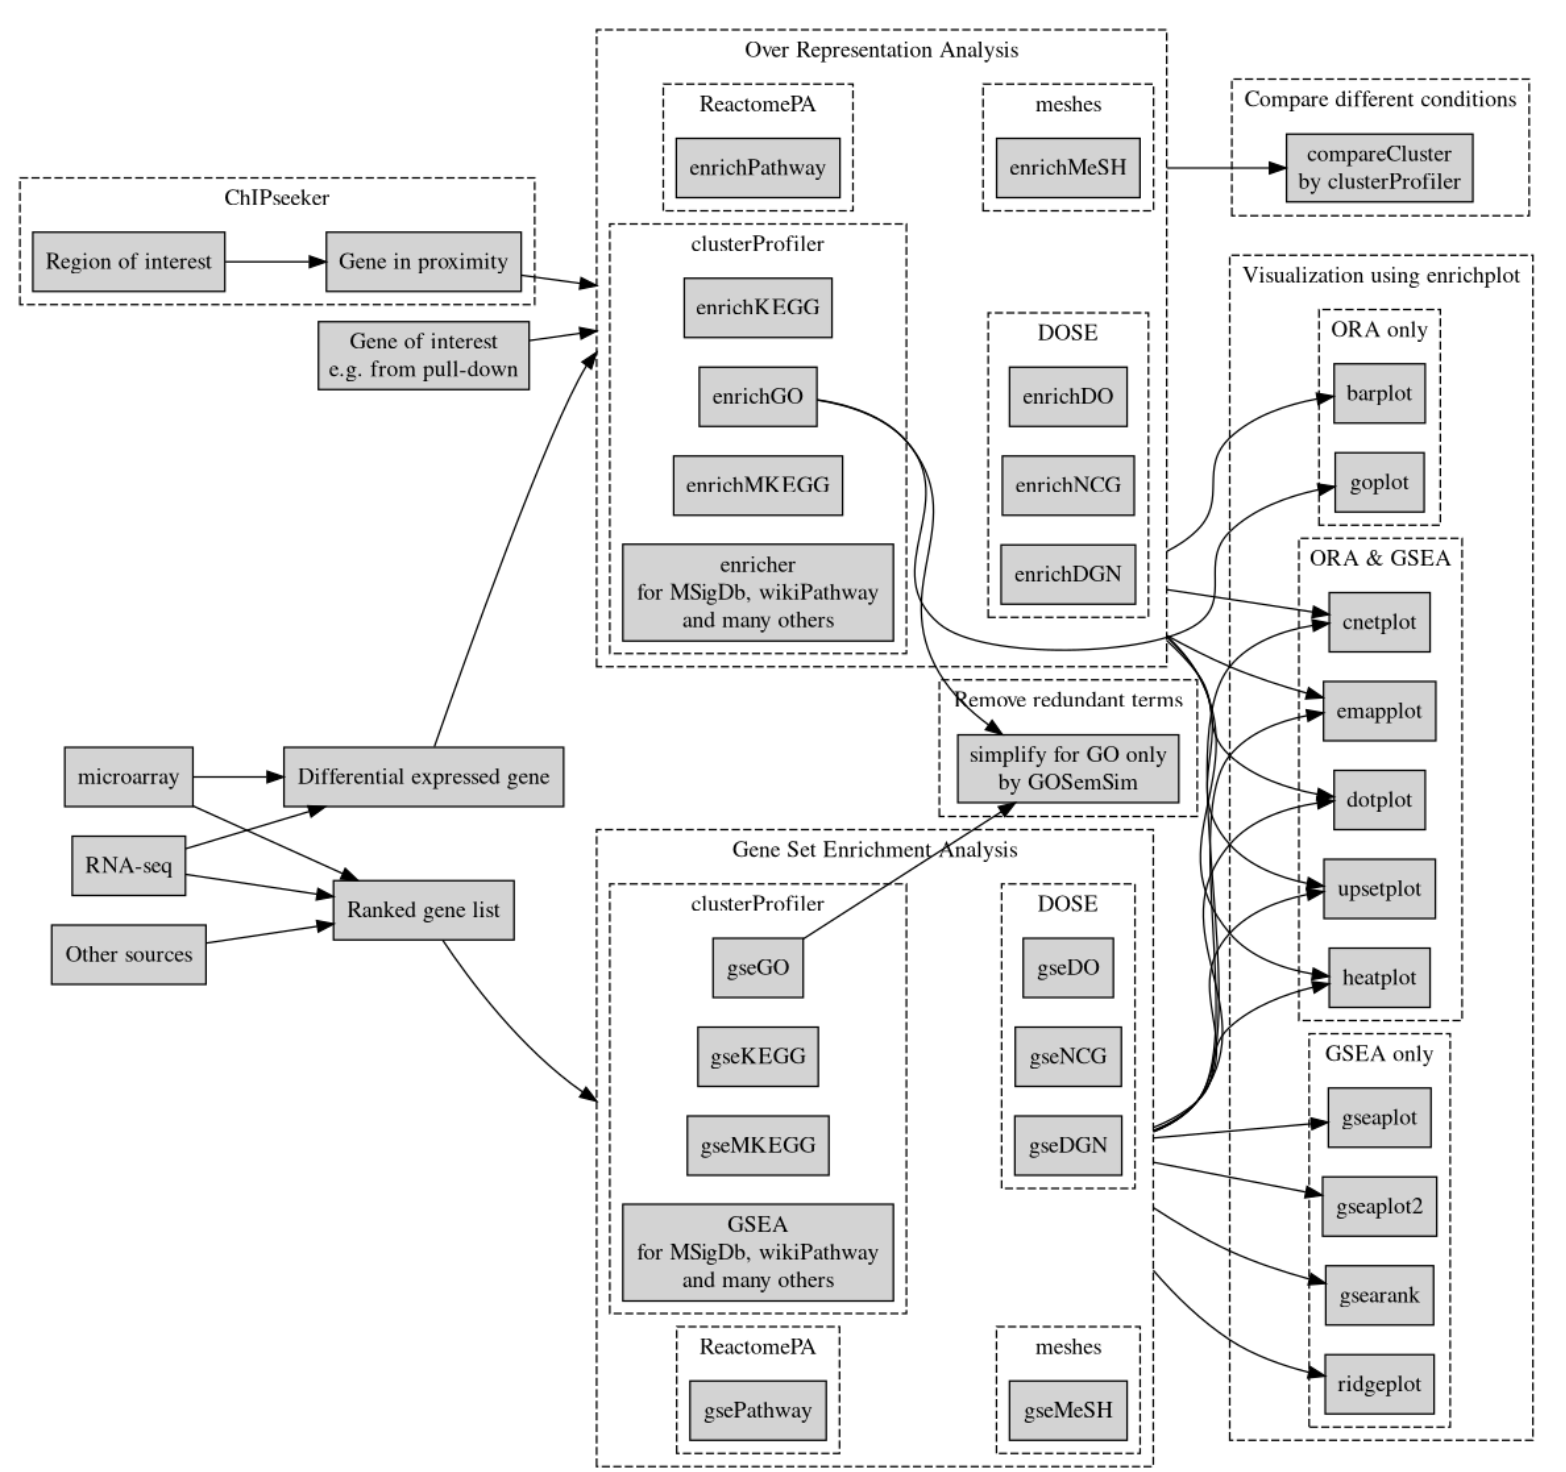 Over Representation Analysis
ReactomePA
enrichPathway
meshes
enrichMeSH
Compare different conditions
compareCluster
by clusterProfiler
ChIPseeker
Region of interest
Gene in proximity
Gene of interest
e.g. from pull-down
clusterProfiler
enrichKEGG
enrichGO
enrichMKEGG
enricher
for MSigDb, wikiPathway
and many others
DOSE
enrichDO
enrichNCG
enrichDGN
Visualization using enrichplot
ORA only
barplot
goplot
ORA & GSEA
cnetplot
emapplot
dotplot
upsetplot
heatplot
GSEA only
gseaplot
gseaplot2
gsearank
ridgeplot
Remove redundant terms
simplify for GO only
by GOSemSim
microarray
RNA-seq
Other sources
Differential expressed gene
Ranked gene list
Gene Set Enrichment Analysis
clusterProfiler
gseGO
gseKEGG
gseMKEGG
GSEA
for MSigDb, wikiPathway
and many others
DOSE
gseDO
gseNCG
gseDGN
ReactomePA
gsePathway
meshes
gseMeSH